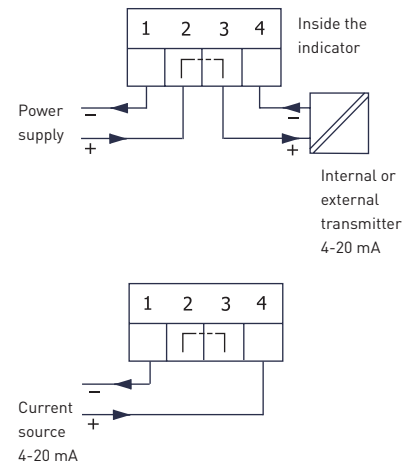 1 2 3 4
Inside the
indicator
Power
supply
−
+
−
+
Internal or
external
transmitter
4-20 mA
1 2 3 4
−
+
Current
source
4-20 mA